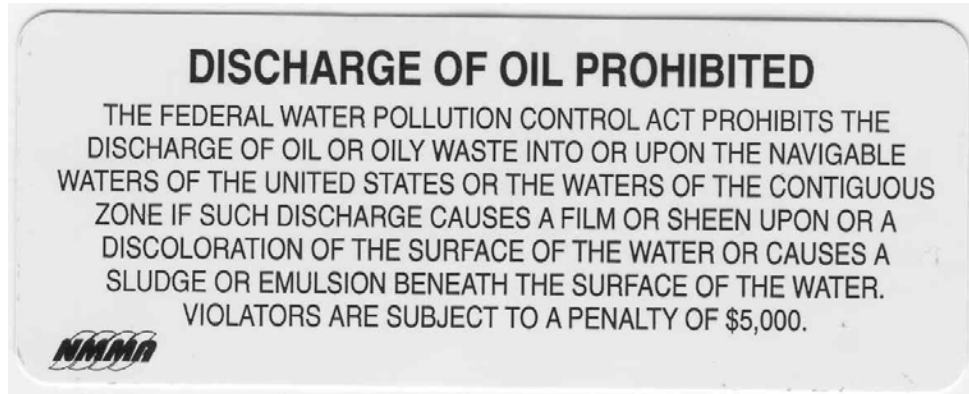 DISCHARGE OF OIL PROHIBITED
THE FEDERAL WATER POLLUTION CONTROL ACT PROHIBITS THE
DISCHARGE OF OIL OR OILY WASTE INTO OR UPON THE NAVIGABLE
WATERS OF THE UNITED STATES OR THE WATERS OF THE CONTIGUOUS
ZONE IF SUCH DISCHARGE CAUSES A FILM OR SHEEN UPON OR A
DISCOLORATION OF THE SURFACE OF THE WATER OR CAUSES A
SLUDGE OR EMULSION BENEATH THE SURFACE OF THE WATER.
VIOLATORS ARE SUBJECT TO A PENALTY OF $5,000.
NMMA